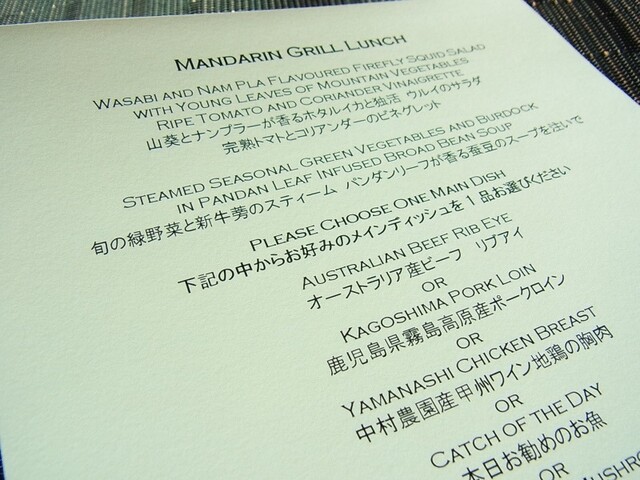 MANDARIN GRILL LUNCH
WASABI AND NAM PLA FLAVOURED FIREFLY SQUID SALAD
WITH YOUNG LEAVES OF MOUNTAIN VEGETABLES
RIPE TOMATO AND CORIANDER VINAIGRETTE
山葵とナンプラーが香るホタルイカと独活 ウルイのサラダ
完熟トマトとコリアンダーのビネグレット
STEAMED SEASONAL GREEN VEGETABLES AND BURDOCK
IN PANDAN LEAF INFUSED BROAD BEAN SOUP
旬の緑野菜と新牛蒡のスティーム パンダンリーフが香る蚕豆のスープを注いで
PLEASE CHOOSE ONE MAIN DISH
下記の中からお好みのメインディッシュを1品お選びください
AUSTRALIAN BEEF RIB EYE
オーストラリア産ビーフ リブアイ
OR
KAGOSHIMA PORK LOIN
鹿児島県霧島高原産ポークロイン
OR
YAMANASHI CHICKEN BREAST
中村農園産甲州ワイン地鶏の胸肉
OR
CATCH OF THE DAY
本日お勧めのお魚
OR